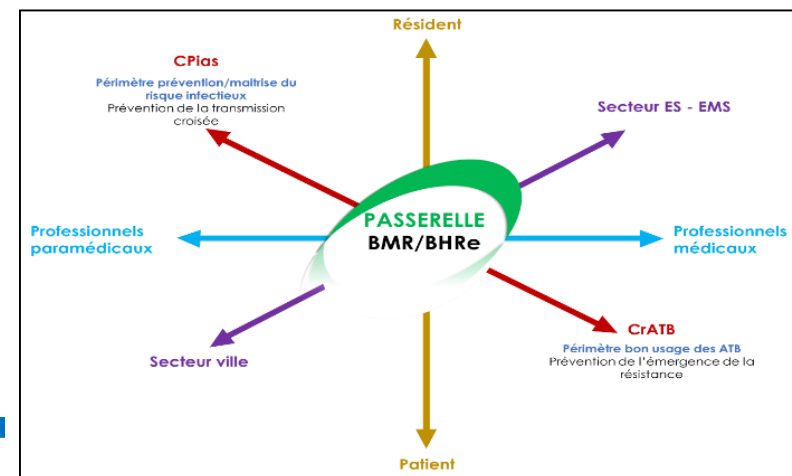 Résident
CPias
Périmètre prévention/maîtrise du
risque infectieux
Prévention de la transmission
croisée
Secteur ES - EMS
PASSERELLE
BMR/BHRe
Professionnels
paramédicaux
Professionnels
médicaux
Secteur ville
CrATB
Périmètre bon usage des ATB
Prévention de l'émergence de la
résistance
Patient